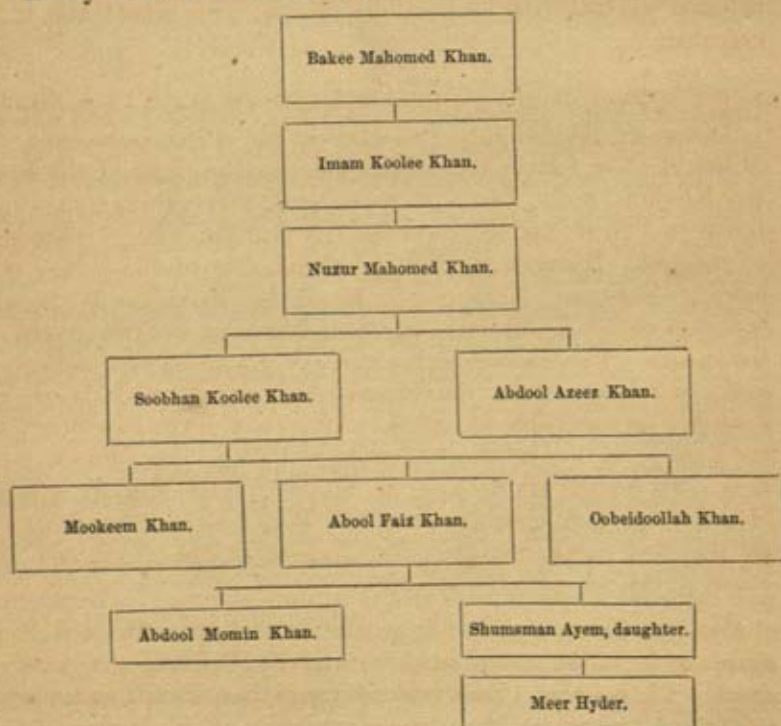 Bakee Mahomed Khan.
Imam Koolee Khan.
Nuzur Mahomed Khan.
Soobhan Koolee Khan.
Abdool Azeez Khan.
Mookeem Khan.
Abool Faiz Khan.
Oobeidoollah Khan.
Abdool Momin Khan.
Shumsman Ayem, daughter.
Meer Hyder.